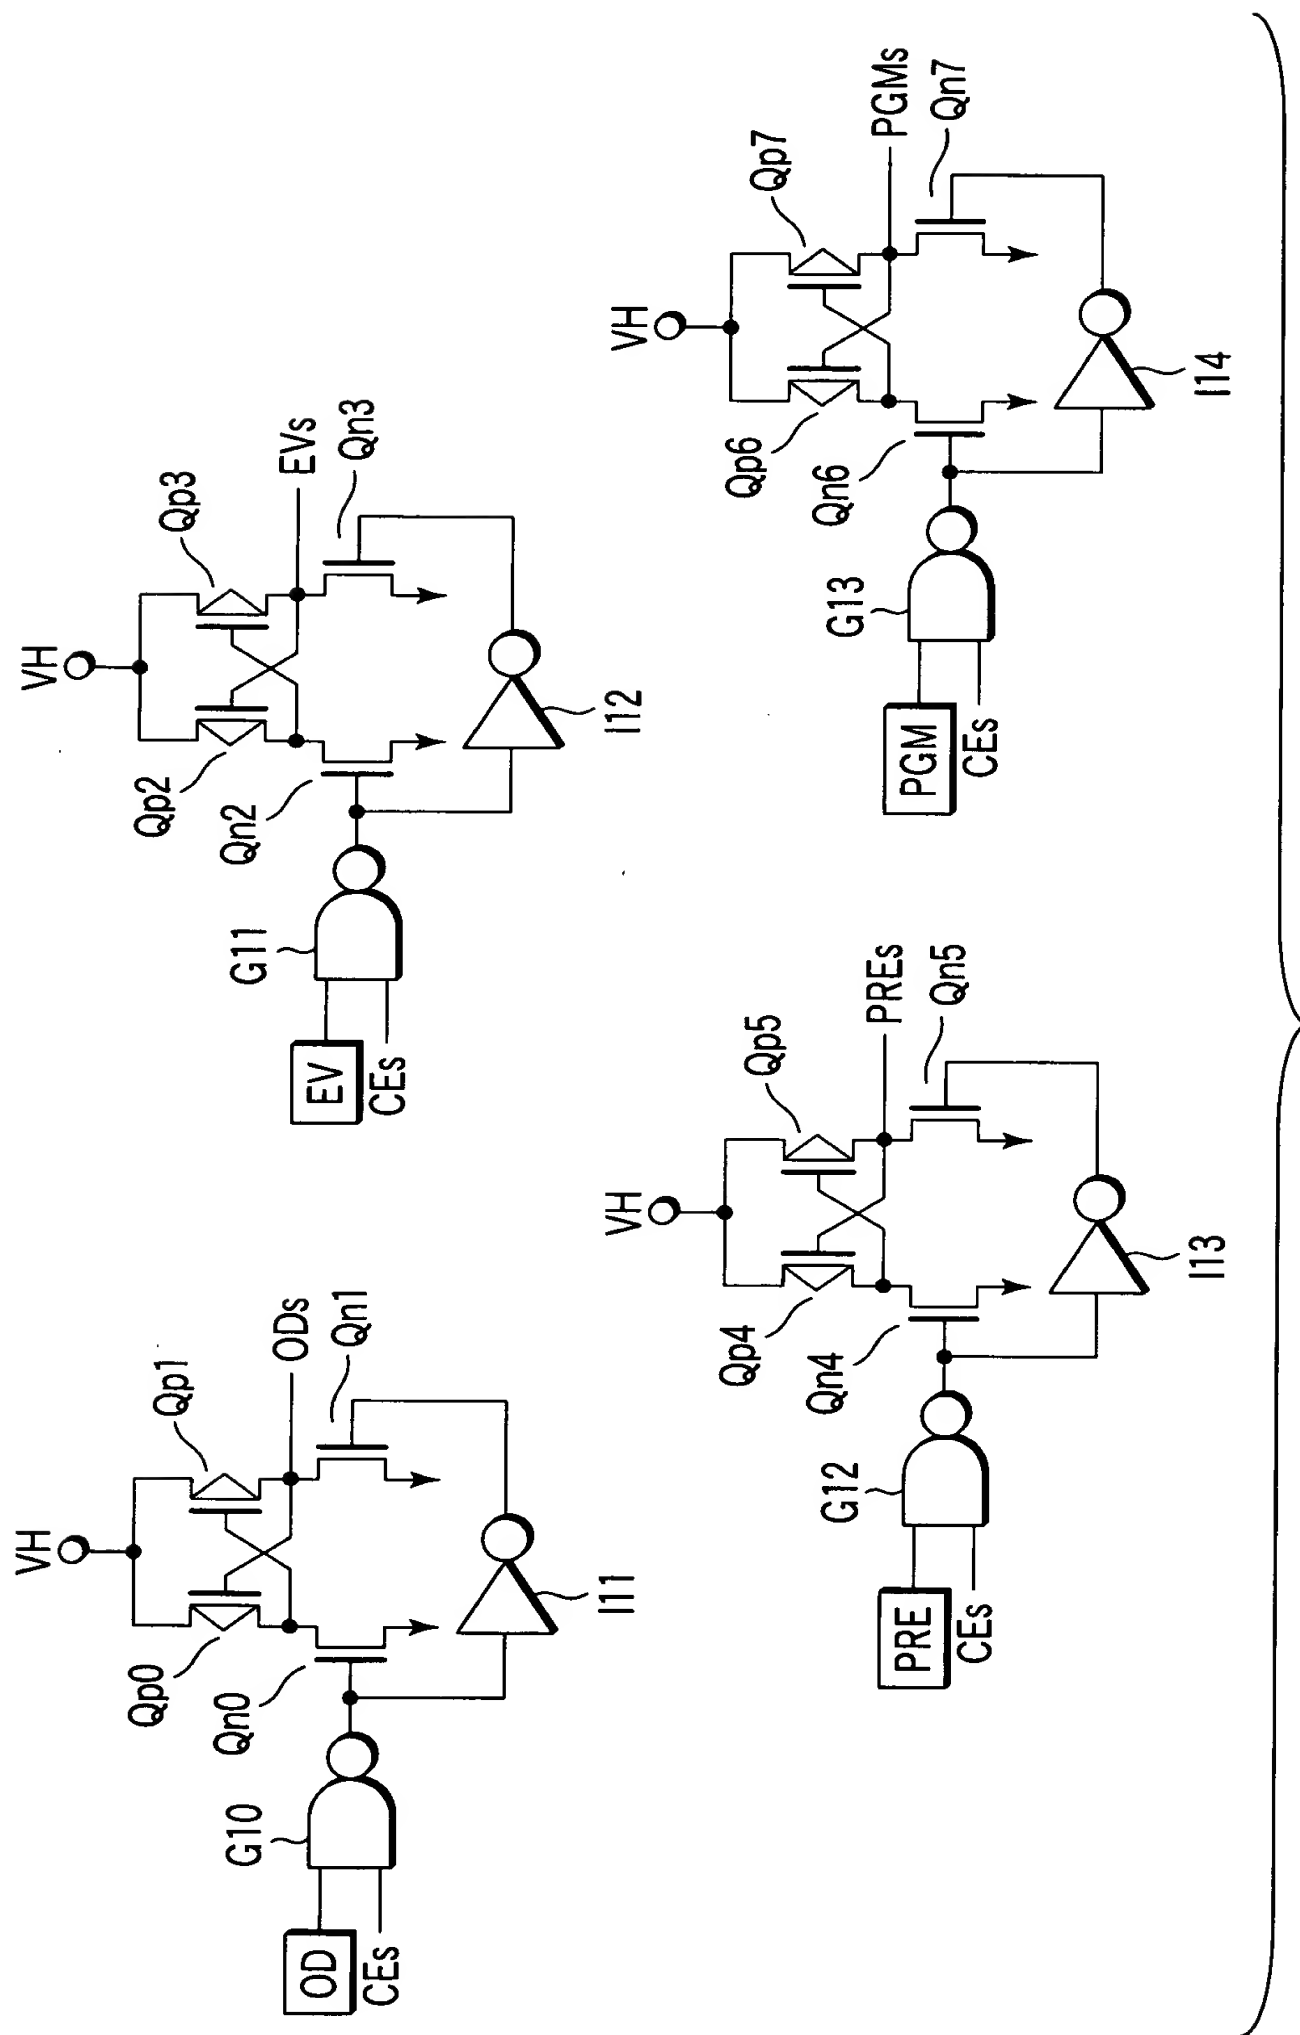 VH
Qp0
Qp1
ODs
Qn0
Qn1
G10
OD
CEs
I11
VH
Qp2
Qp3
EVs
Qn2
Qn3
G11
EV
CEs
I12
VH
Qp4
Qp5
PREs
Qn4
Qn5
G12
PRE
CEs
I13
VH
Qp6
Qp7
PGMs
Qn6
Qn7
G13
PGM
CEs
I14